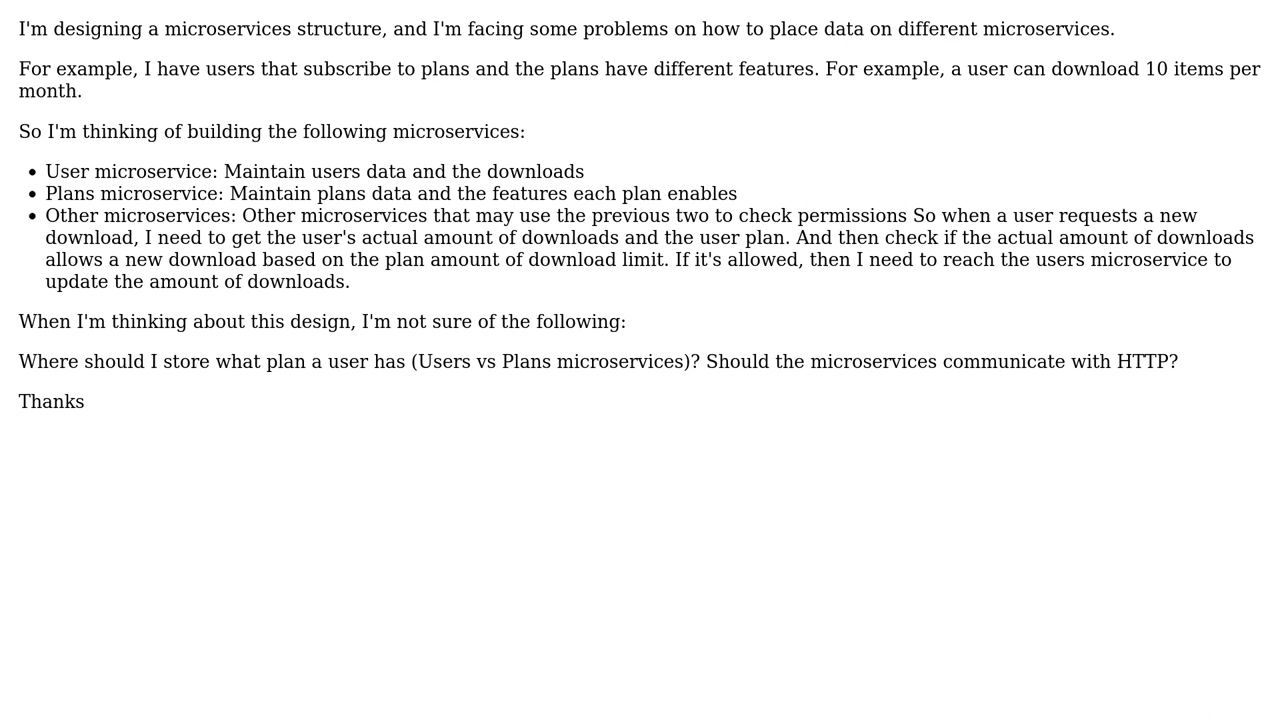 I'm designing a microservices structure, and I'm facing some problems on how to place data on different microservices.
For example, I have users that subscribe to plans and the plans have different features. For example, a user can download 10 items per
month.
So I'm thinking of building the following microservices:
• User microservice: Maintain users data and the downloads
• Plans microservice: Maintain plans data and the features each plan enables
• Other microservices: Other microservices that may use the previous two to check permissions So when a user requests a new
download, I need to get the user's actual amount of downloads and the user plan. And then check if the actual amount of downloads
allows a new download based on the plan amount of download limit. If it's allowed, then I need to reach the users microservice to
update the amount of downloads.
When I'm thinking about this design, I'm not sure of the following:
Where should I store what plan a user has (Users vs Plans microservices)? Should the microservices communicate with HTTP?
Thanks